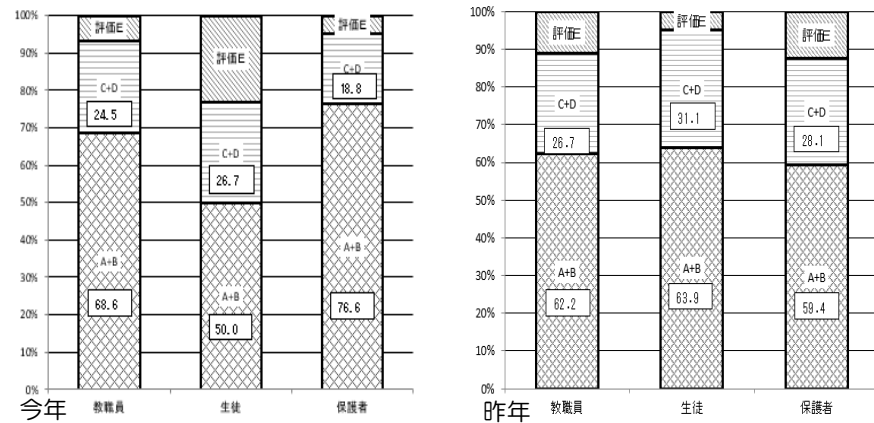 100%
90%
80%
70%
60%
50%
40%
30%
20%
10%
0%
評価E
C+D
24.5
A+B
68.6
評価E
C+D
26.7
A+B
50.0
評価E
C+D
18.8
A+B
76.6
今年
教職員
生徒
保護者
100%
90%
80%
70%
60%
50%
40%
30%
20%
10%
0%
評価E
C+D
26.7
A+B
62.2
評価E
C+D
31.1
A+B
63.9
評価E
C+D
28.1
A+B
59.4
昨年
教職員
生徒
保護者